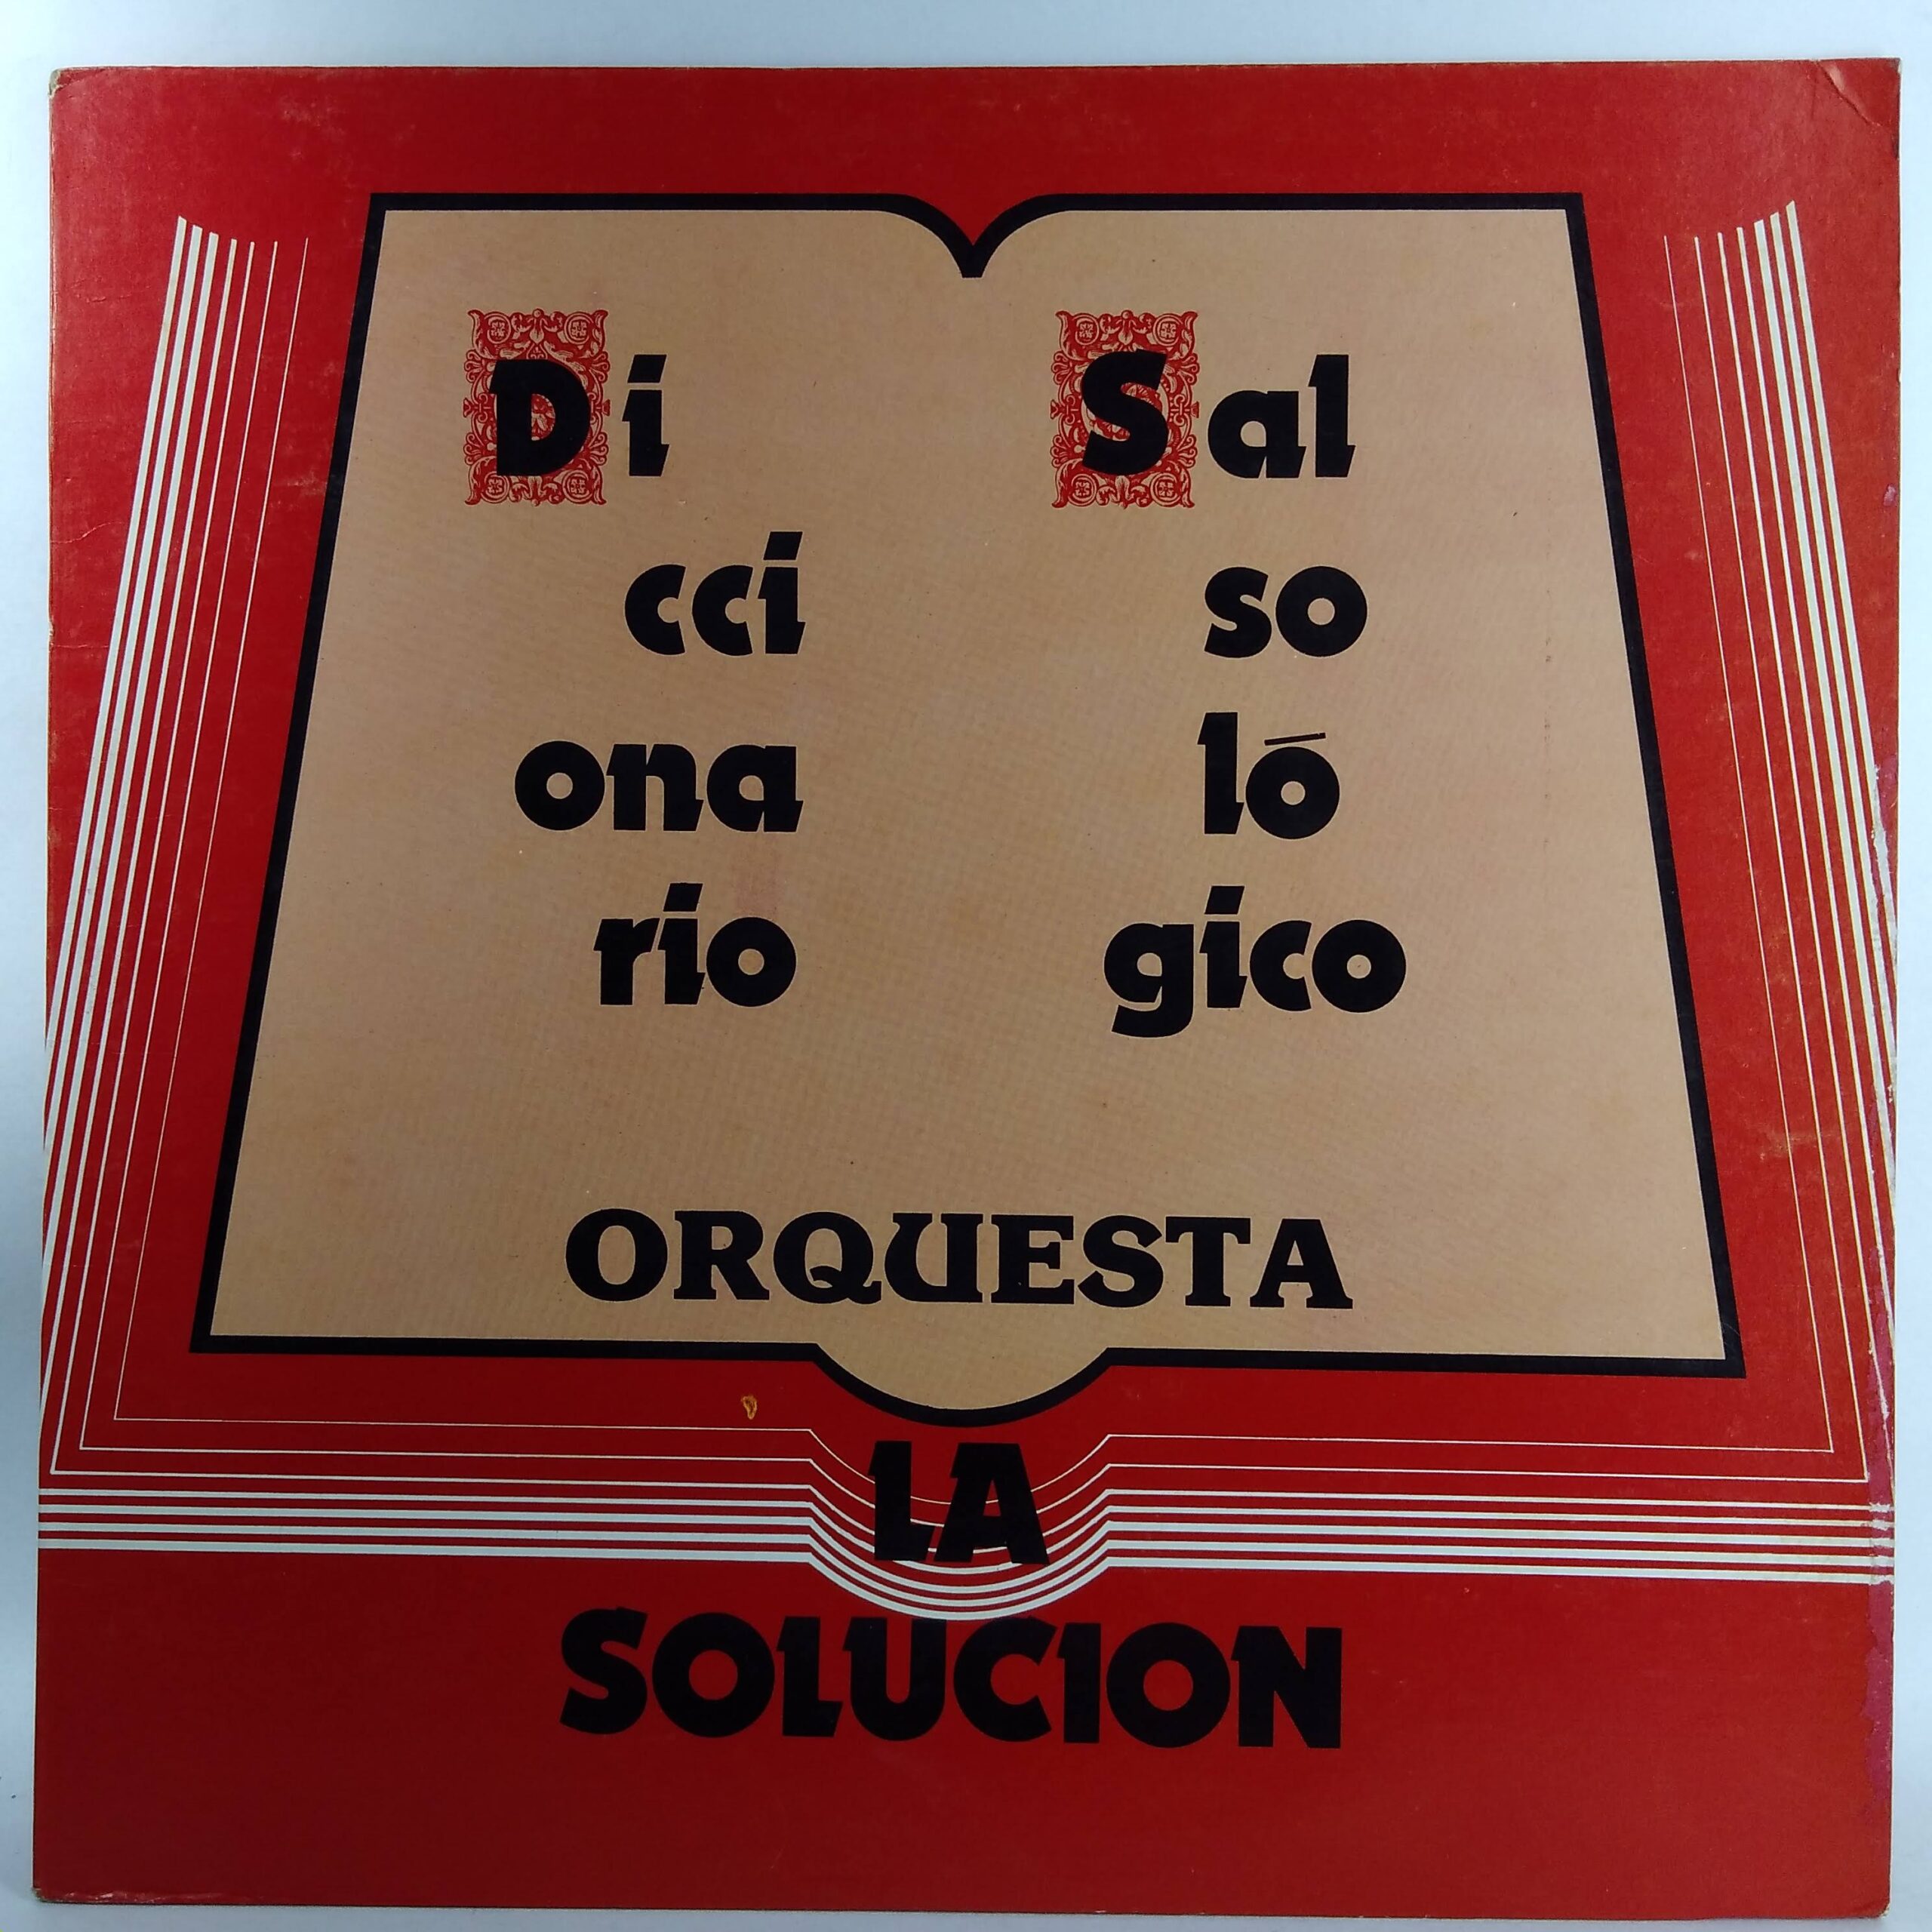 Di
cci
ona
rio
Sal
so
ló
gico
ORQUESTA
LA
SOLUCION